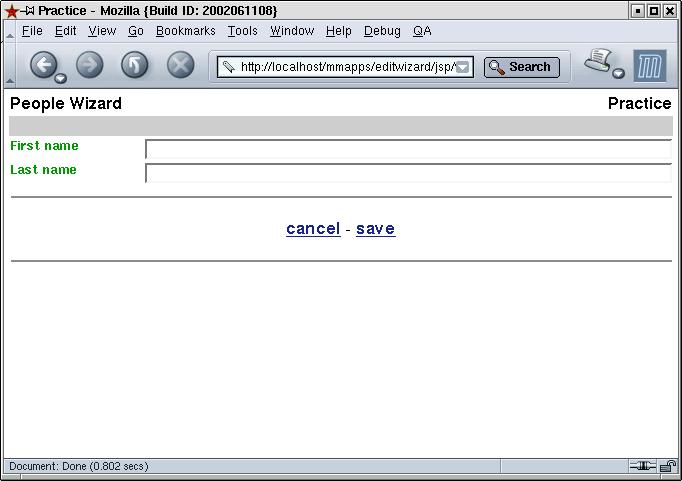 Practice - Mozilla {Build ID: 2002061108}
File Edit View Go Bookmarks Tools Window Help Debug QA
http://localhost/mmapps/editwizard/jsp/ Search
People Wizard Practice
First name
Last name
cancel - save
Document: Done (0.802 secs)